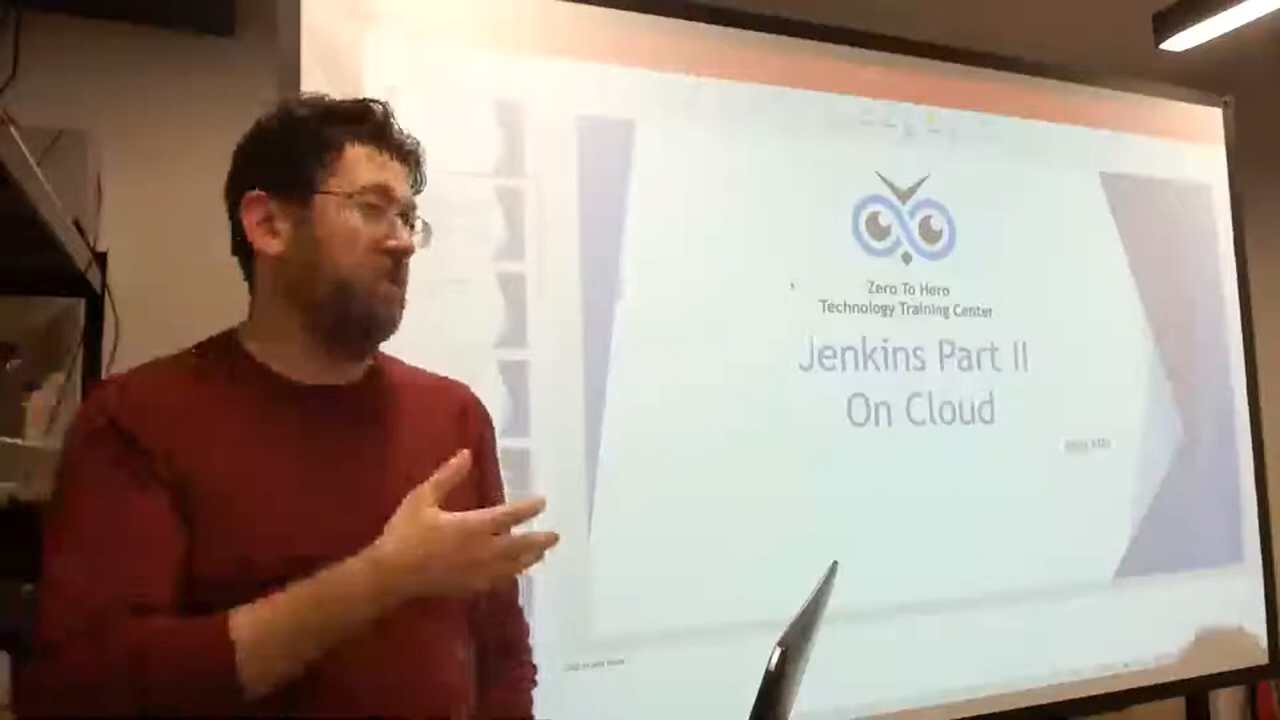 Zero To Hero
Technology Training Center
Jenkins Part II
On Cloud